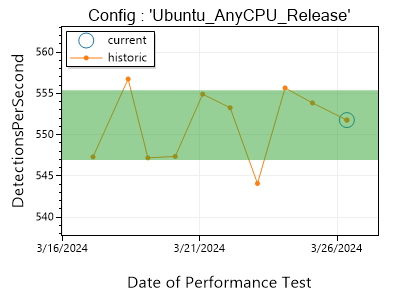 Config : 'Ubuntu_AnyCPU_Release'
current
historic
560
555
550
545
540
DetectionsPerSecond
3/16/2024 3/21/2024 3/26/2024
Date of Performance Test